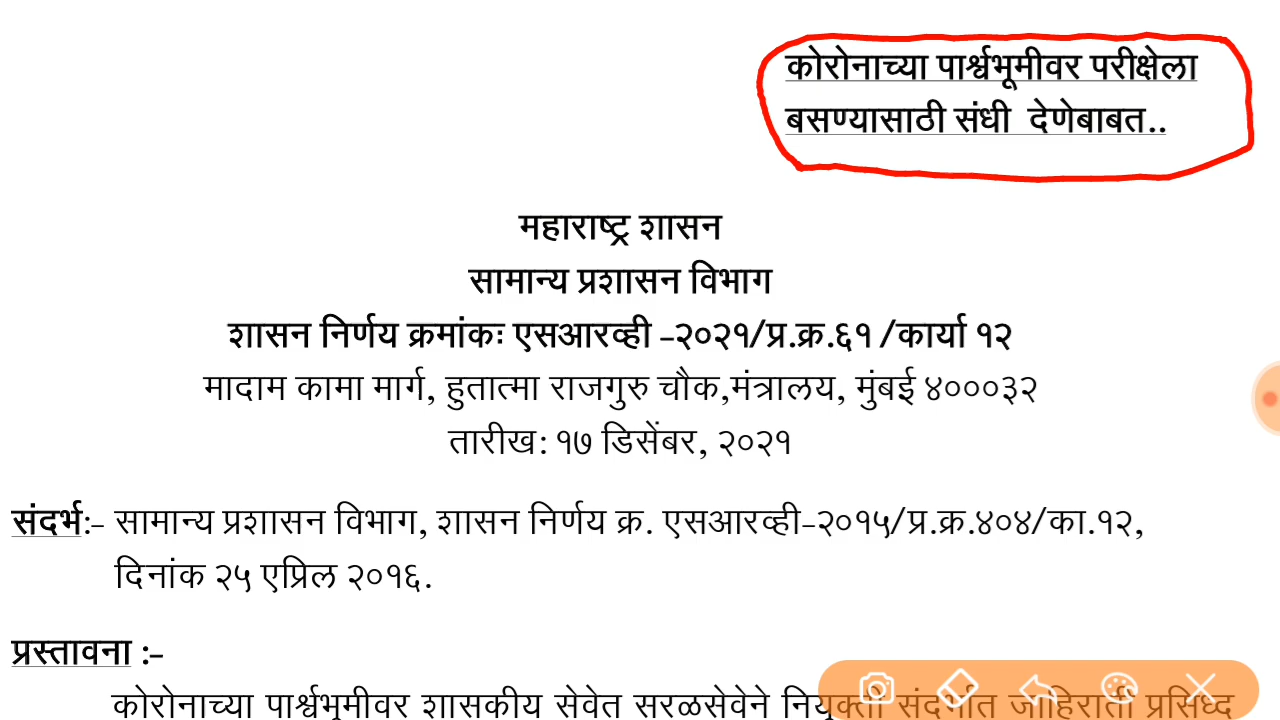 कोरोनाच्या पार्श्वभूमीवर परीक्षेला
बसण्यासाठी संधी देणेबाबत..
महाराष्ट्र शासन
सामान्य प्रशासन विभाग
शासन निर्णय क्रमांकः एसआरव्ही -२०२१/प्र.क्र.६१ /कार्या १२
मादाम कामा मार्ग, हुतात्मा राजगुरु चौक,मंत्रालय, मुंबई ४०००३२
तारीख: १७ डिसेंबर, २०२१
संदर्भ:- सामान्य प्रशासन विभाग, शासन निर्णय क्र. एसआरव्ही-२०१५/प्र.क्र.४०४/का.१२,
दिनांक २५ एप्रिल २०१६.
प्रस्तावना :-
कोरोनाच्या पार्श्वभूमीवर शासकीय सेवेत सरळसेवेने नियुक्ती संदर्भात जाहिराती प्रसिध्द